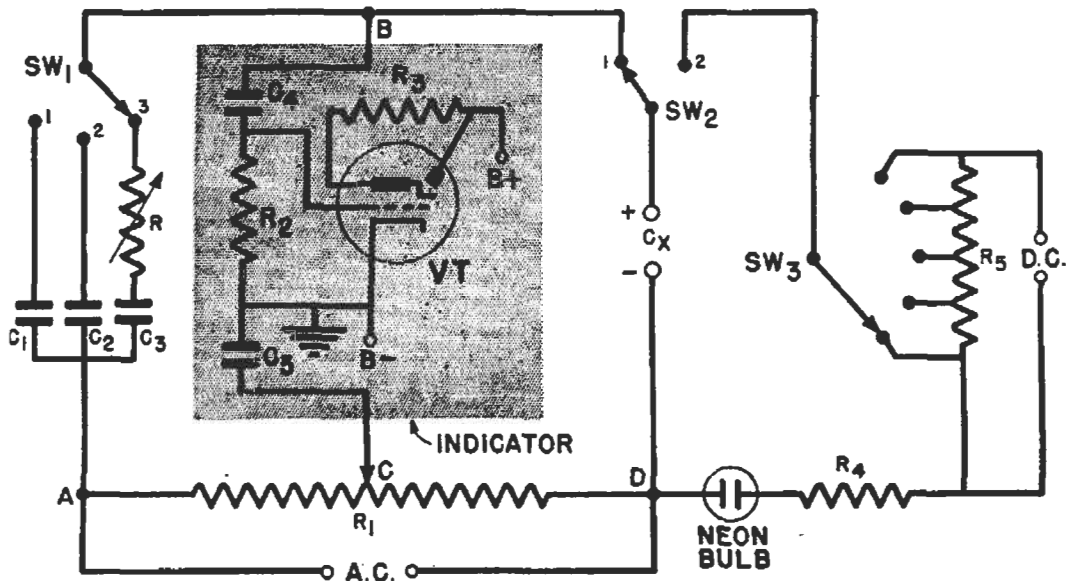 B
SW1
1
2
3
R
C1
C2
C3
C4
R3
B+
R2
VT
C5
B-
INDICATOR
1
2
SW2
+
CX
-
SW3
R5
D.C.
A
C
R1
D
R4
NEON
BULB
A.C.